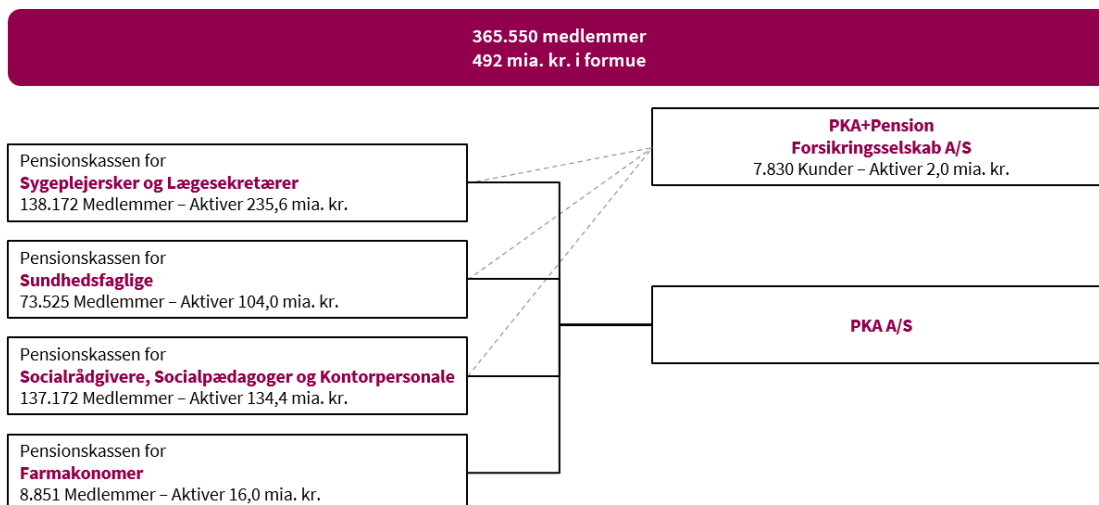 365.550 medlemmer
492 mia. kr. i formue
PKA+Pension
Forsikringsselskab A/S
7.830 Kunder – Aktiver 2,0 mia. kr.
Pensionskassen for
Sygeplejersker og Lægesekretærer
138.172 Medlemmer – Aktiver 235,6 mia. kr.
Pensionskassen for
Sundhedsfaglige
73.525 Medlemmer – Aktiver 104,0 mia. kr.
PKA A/S
Pensionskassen for
Socialrådgivere, Socialpædagoger og Kontorpersonale
137.172 Medlemmer – Aktiver 134,4 mia. kr.
Pensionskassen for
Farmakonomer
8.851 Medlemmer – Aktiver 16,0 mia. kr.